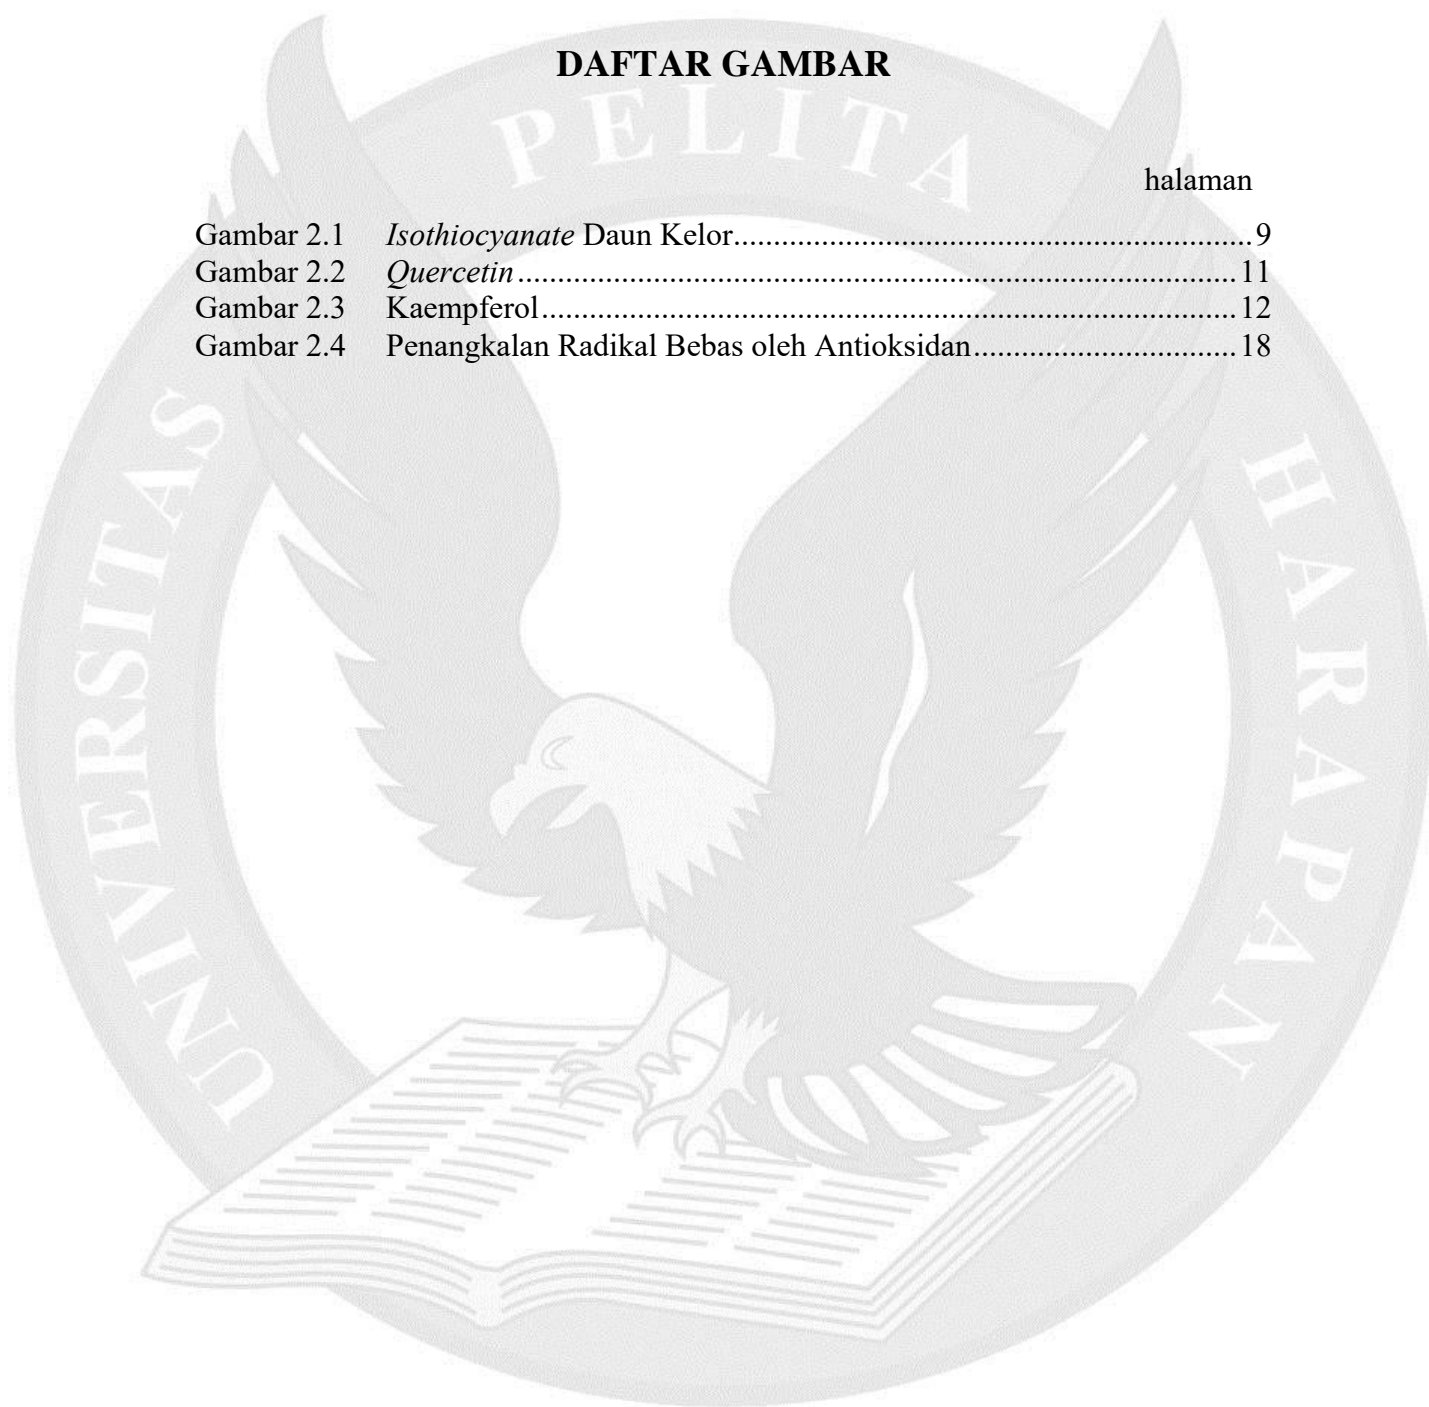 DAFTAR GAMBAR
PELITA
halaman
Gambar 2.1 Isothiocyanate Daun Kelor................................................................9
Gambar 2.2 Quercetin.........................................................................................11
Gambar 2.3 Kaempferol......................................................................................12
Gambar 2.4 Penangkalan Radikal Bebas oleh Antioksidan.................................18
UNIVERSITAS
HARAPAN